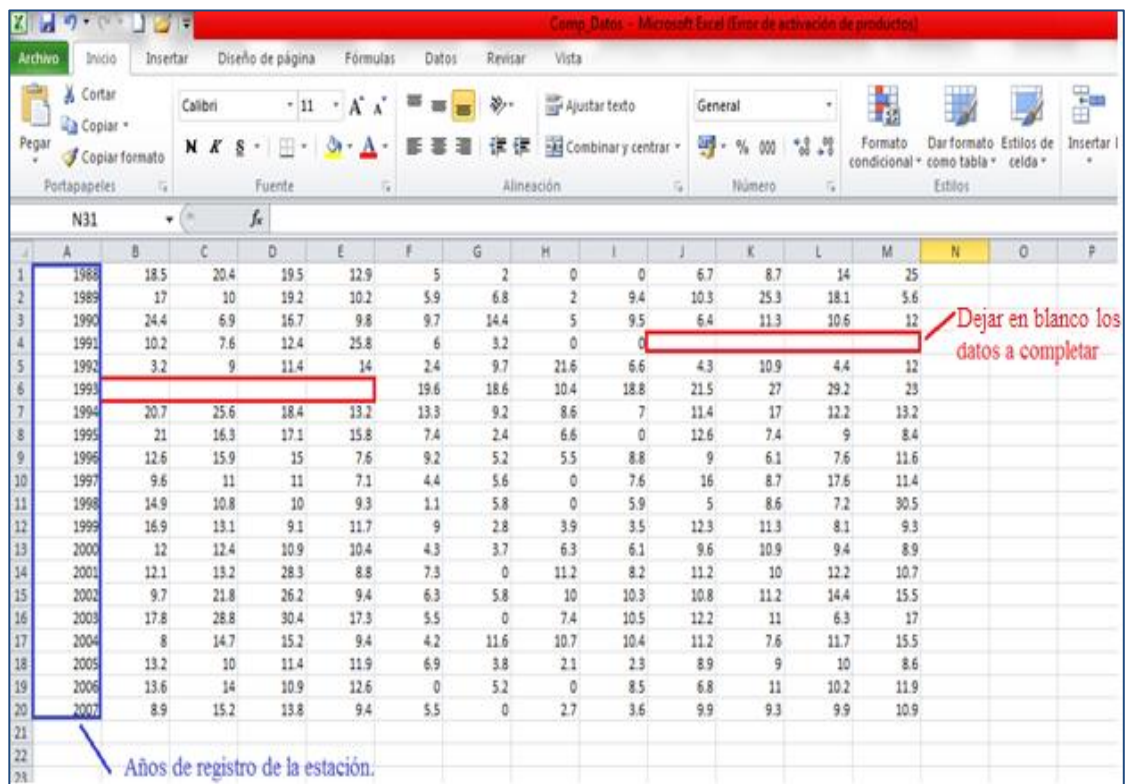 Comp_Datos - Microsoft Excel (Error de activación de productos)
Archivo Inicio Insertar Diseño de página Fórmulas Datos Revisar Vista
Pegar
Cortar
Copiar
Copiar formato
Portapapeles
Calibri 11 A A
N K S
Fuente
Ajustar texto
Combinar y centrar
Alineación
General
% 000
Número
Formato condicional
Dar formato como tabla
Estilos de celda
Estilos
Insertar
N31 fx
A B C D E F G H I J K L M N O P
1 1988 18.5 20.4 19.5 12.9 5 2 0 0 6.7 8.7 14 25
2 1989 17 10 19.2 10.2 5.9 6.8 2 9.4 10.3 25.3 18.1 5.6
3 1990 24.4 6.9 16.7 9.8 9.7 14.4 5 9.5 6.4 11.3 10.6 12
Dejar en blanco los
datos a completar
4 1991 10.2 7.6 12.4 25.8 6 3.2 0 0
5 1992 3.2 9 11.4 14 2.4 9.7 21.6 6.6 4.3 10.9 4.4 12
6 1993 19.6 18.6 10.4 18.8 21.5 27 29.2 23
7 1994 20.7 25.6 18.4 13.2 13.3 9.2 8.6 7 11.4 17 12.2 13.2
8 1995 21 16.3 17.1 15.8 7.4 2.4 6.6 0 12.6 7.4 9 8.4
9 1996 12.6 15.9 15 7.6 9.2 5.2 5.5 8.8 9 6.1 7.6 11.6
10 1997 9.6 11 11 7.1 4.4 5.6 0 7.6 16 8.7 17.6 11.4
11 1998 14.9 10.8 10 9.3 1.1 5.8 0 5.9 5 8.6 7.2 30.5
12 1999 16.9 13.1 9.1 11.7 9 2.8 3.9 3.5 12.3 11.3 8.1 9.3
13 2000 12 12.4 10.9 10.4 4.3 3.7 6.3 6.1 9.6 10.9 9.4 8.9
14 2001 12.1 13.2 28.3 8.8 7.3 0 11.2 8.2 11.2 10 12.2 10.7
15 2002 9.7 21.8 26.2 9.4 6.3 5.8 10 10.3 10.8 11.2 14.4 15.5
16 2003 17.8 28.8 30.4 17.3 5.5 0 7.4 10.5 12.2 11 6.3 17
17 2004 8 14.7 15.2 9.4 4.2 11.6 10.7 10.4 11.2 7.6 11.7 15.5
18 2005 13.2 10 11.4 11.9 6.9 3.8 2.1 2.3 8.9 9 10 8.6
19 2006 13.6 14 10.9 12.6 0 5.2 0 8.5 6.8 11 10.2 11.9
20 2007 8.9 15.2 13.8 9.4 5.5 0 2.7 3.6 9.9 9.3 9.9 10.9
21
22
23
Años de registro de la estación.